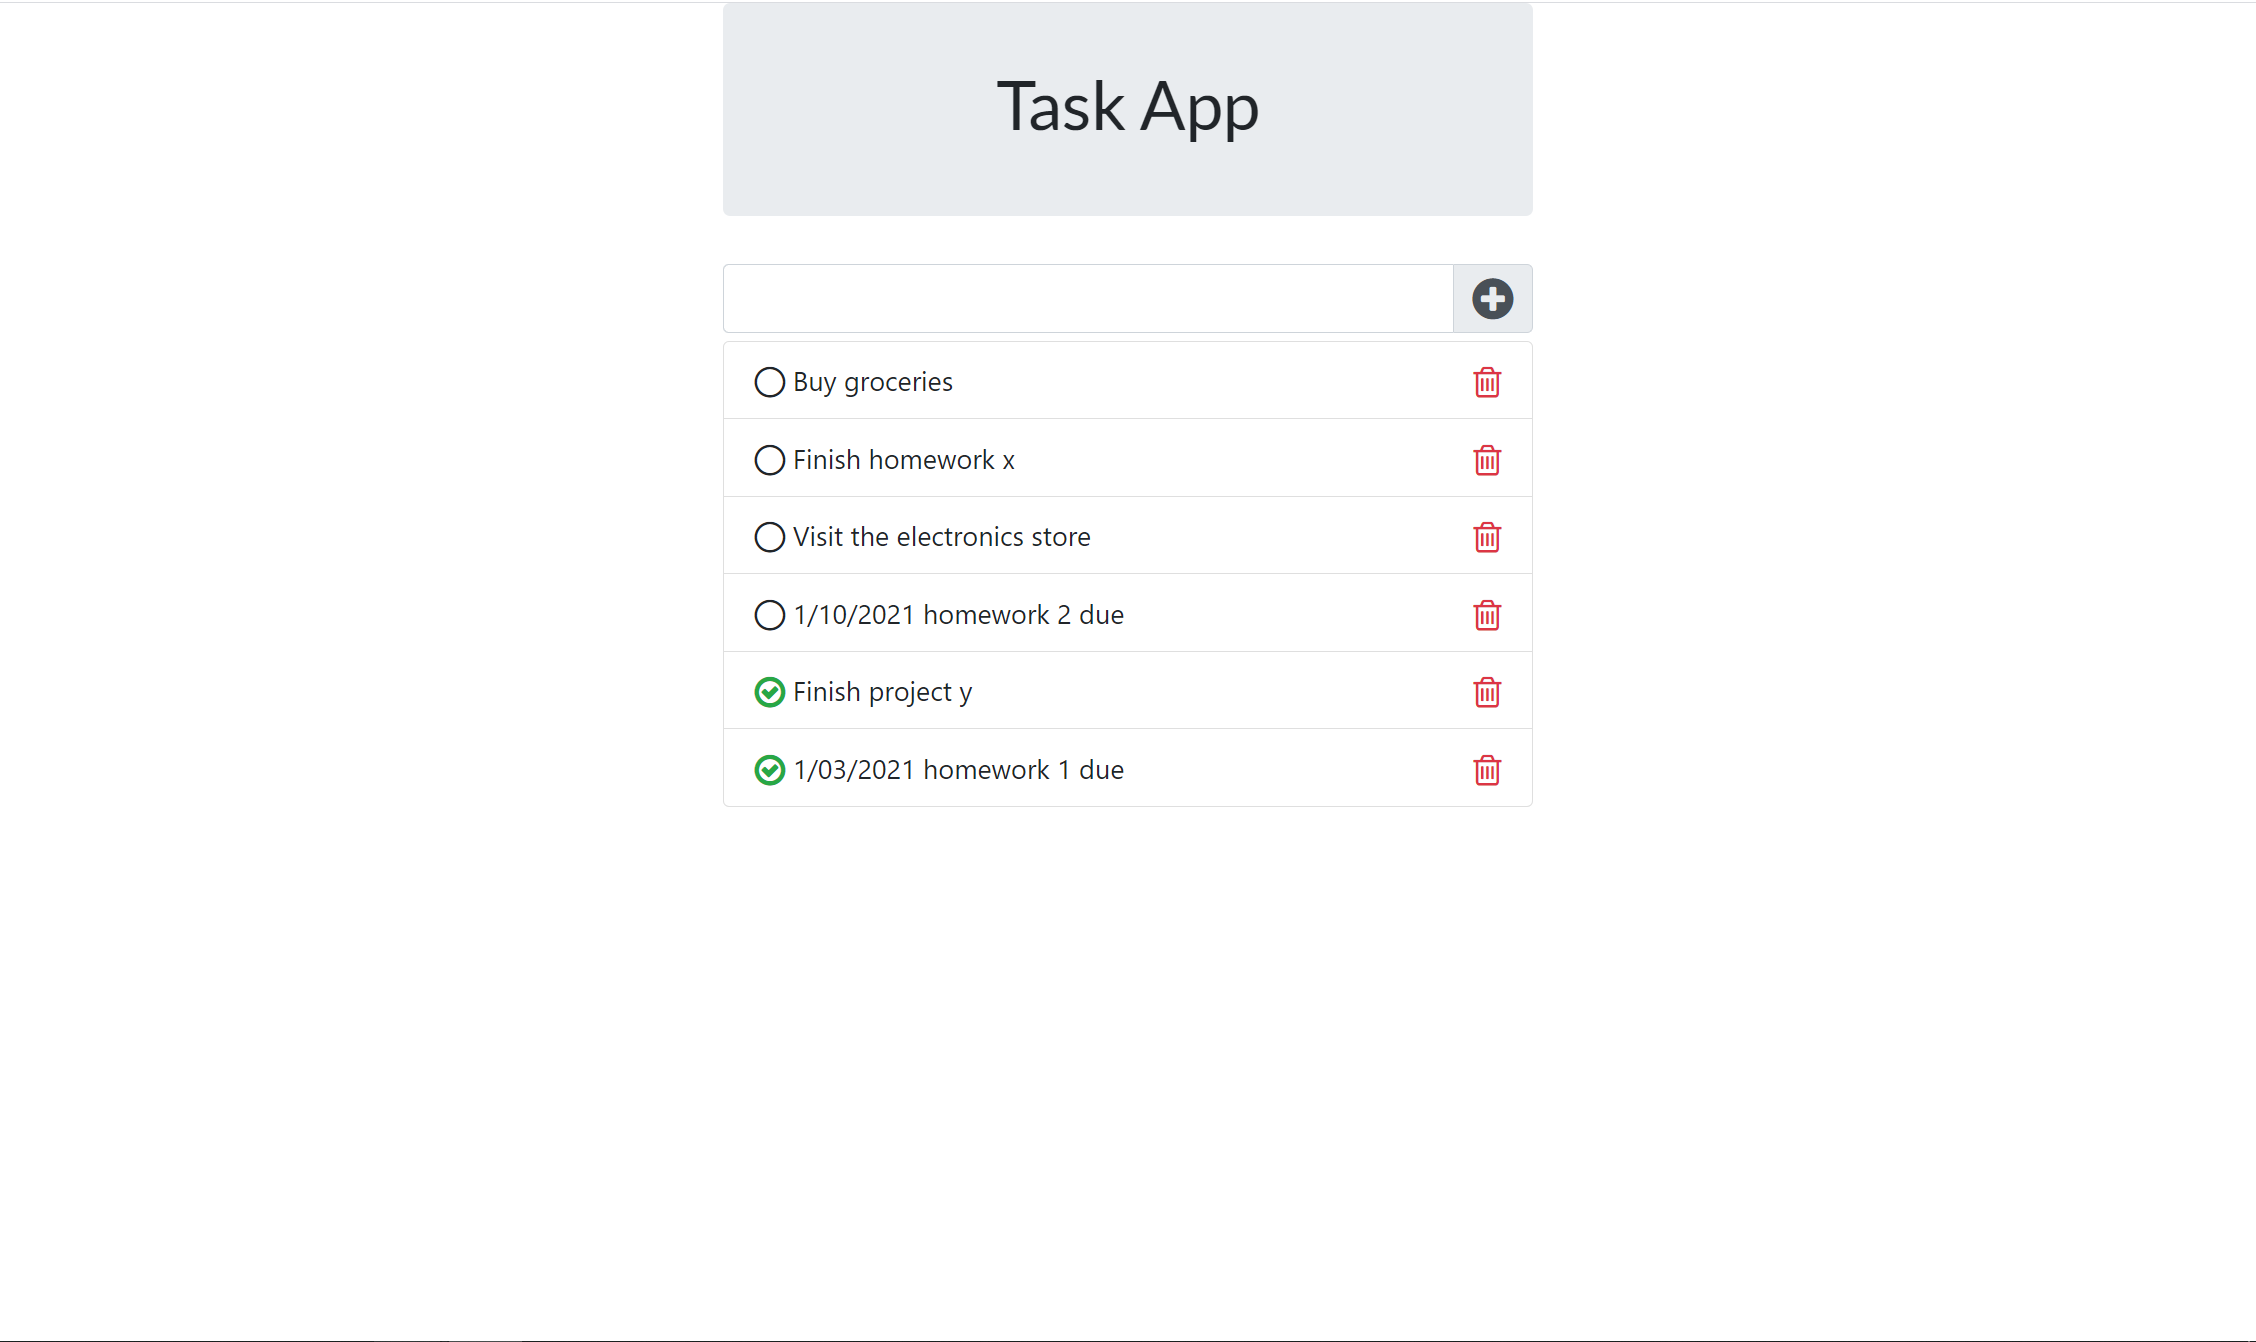 Task App
Buy groceries
Finish homework x
Visit the electronics store
1/10/2021 homework 2 due
Finish project y
1/03/2021 homework 1 due